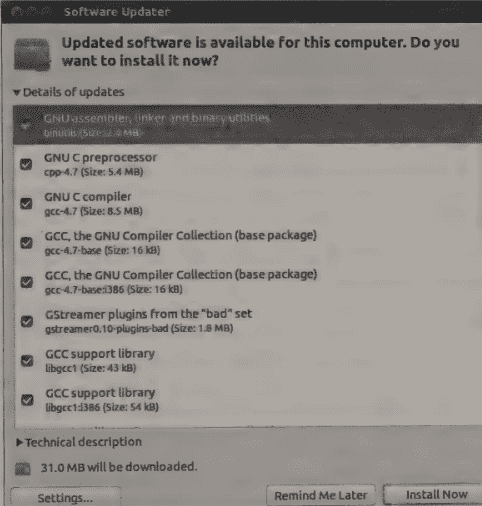 Software Updater
Updated software is available for this computer. Do you
want to install it now?
Details of updates
GNU assembler, linker and binary utilities
binutils (Size: 2.4 MB)
GNU C preprocessor
cpp-4.7 (Size: 5.4 MB)
GNU C compiler
gcc-4.7 (Size: 8.5 MB)
GCC, the GNU Compiler Collection (base package)
gcc-4.7-base (Size: 16 kB)
GCC, the GNU Compiler Collection (base package)
gcc-4.7-base:i386 (Size: 16 kB)
GStreamer plugins from the "bad" set
gstreamer0.10-plugins-bad (Size: 1.8 MB)
GCC support library
libgcc1 (Size: 43 kB)
GCC support library
libgcc1:i386 (Size: 54 kB)
Technical description
31.0 MB will be downloaded.
Settings...
Remind Me Later
Install Now